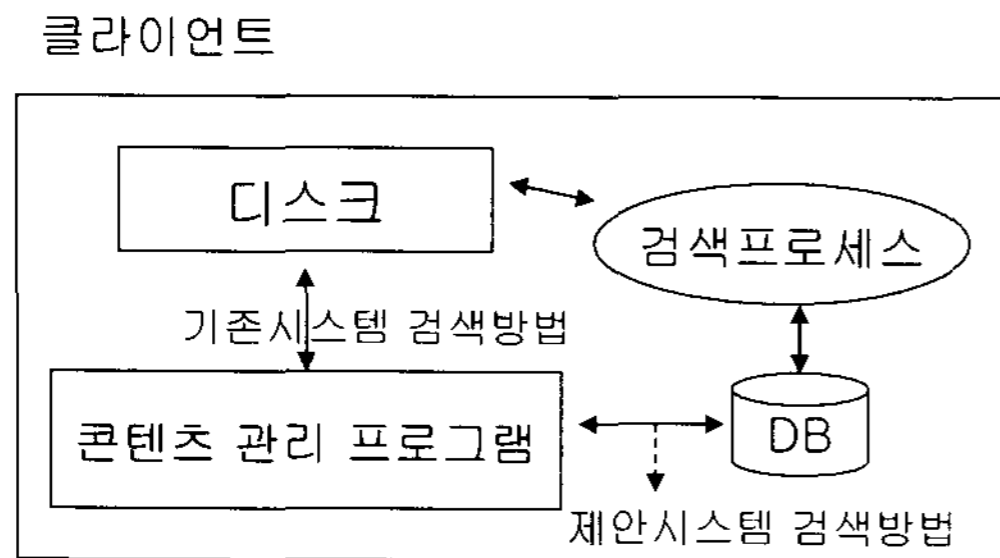 클라이언트
디스크
검색프로세스
기존시스템 검색방법
콘텐츠 관리 프로그램
DB
제안시스템 검색방법